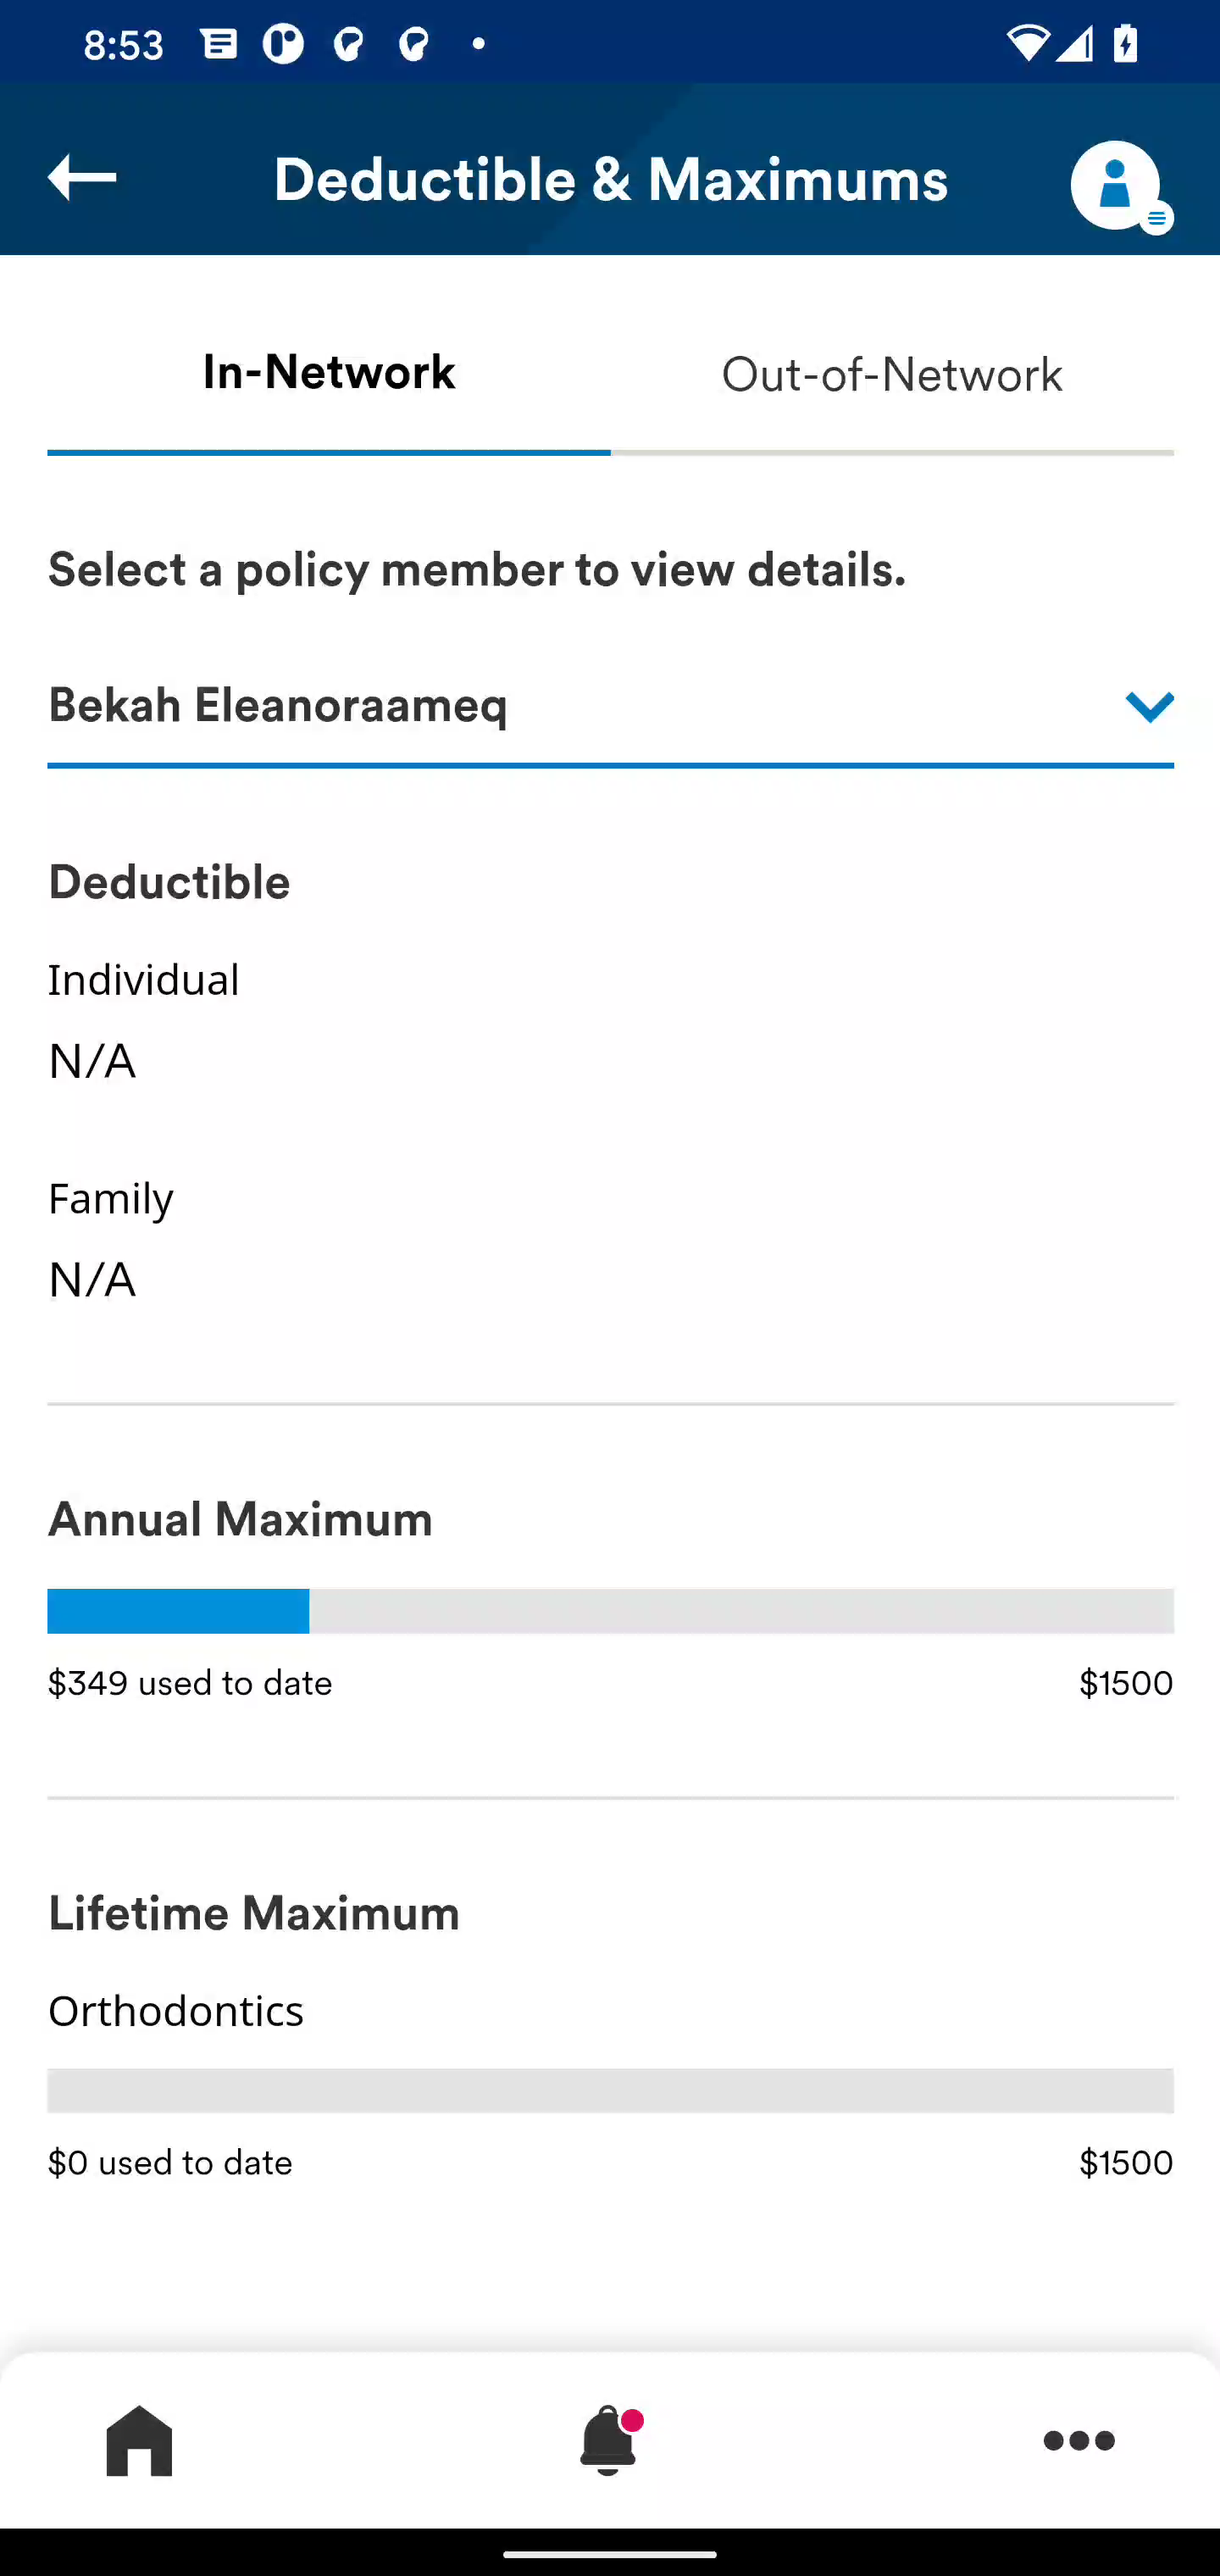 8:53
Deductible & Maximums
In-Network
Out-of-Network
Select a policy member to view details.
Bekah Eleanoraameq
Deductible
Individual
N/A
Family
N/A
Annual Maximum
$349 used to date
$1500
Lifetime Maximum
Orthodontics
$0 used to date
$1500